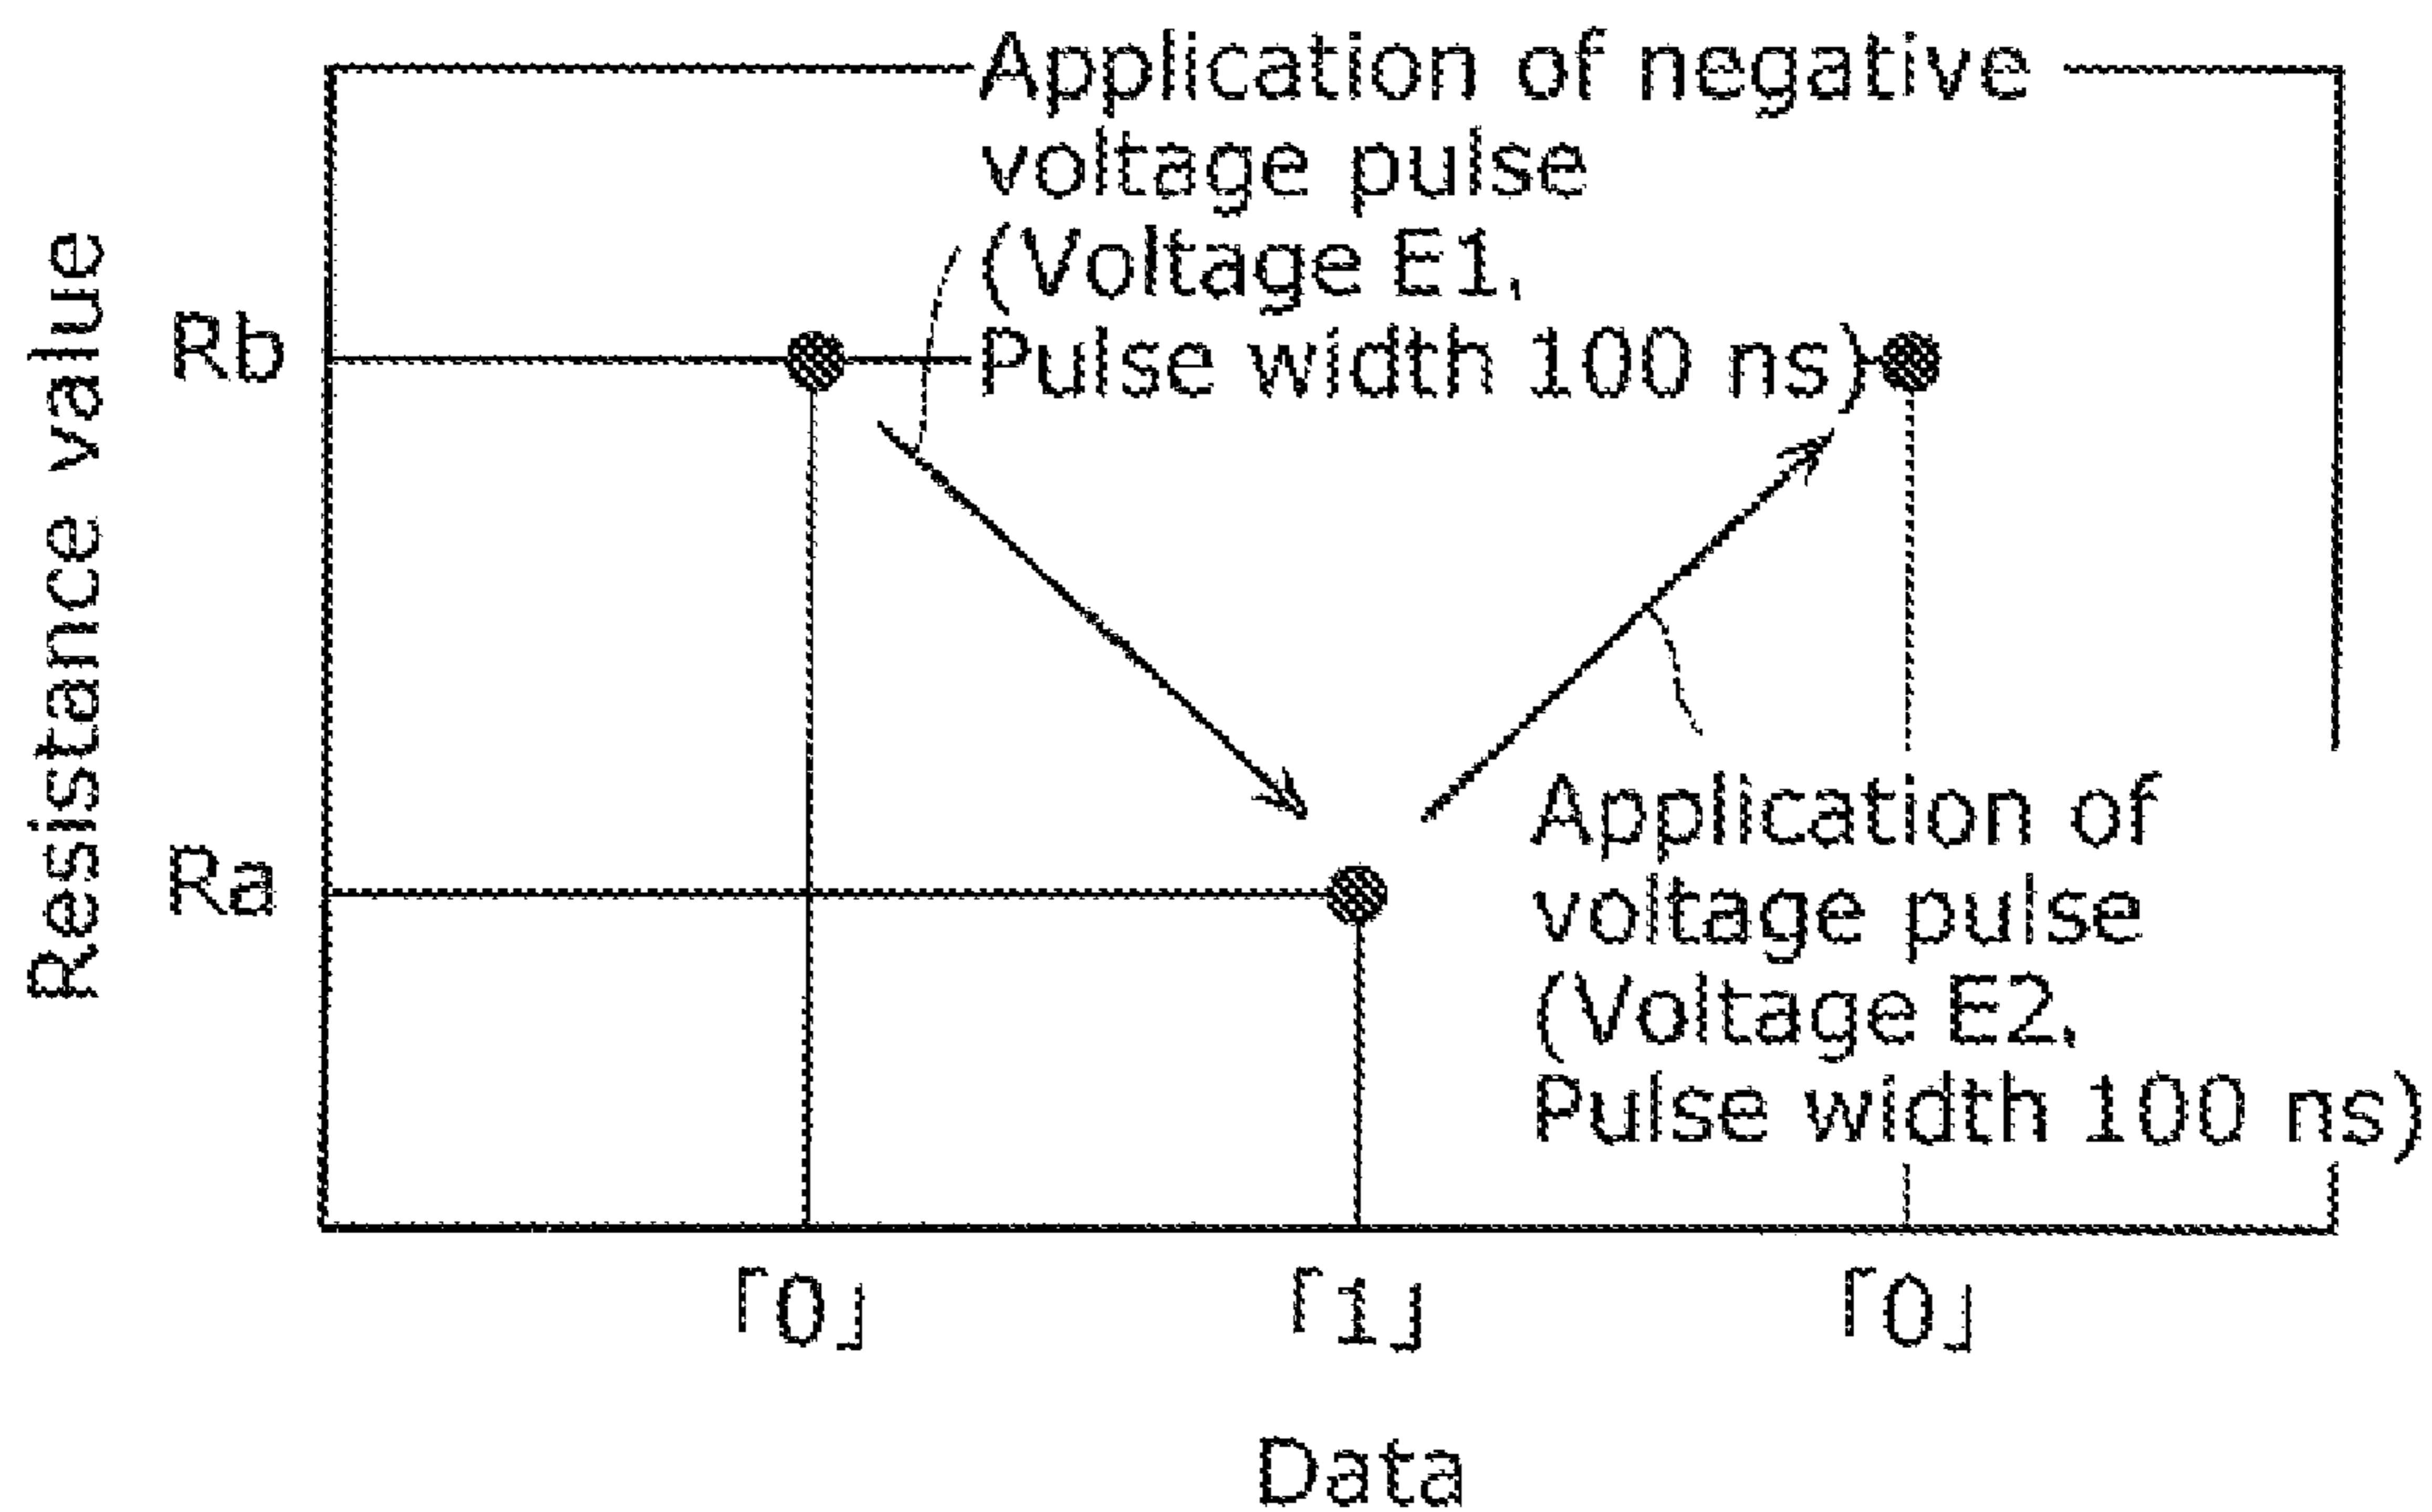 Application of negative
voltage pulse
(Voltage E1,
Pulse width 100 ns)
Resistance value
Rb
Ra
Application of
voltage pulse
(Voltage E2,
Pulse width 100 ns)
「0」
「1」
「0」
Data